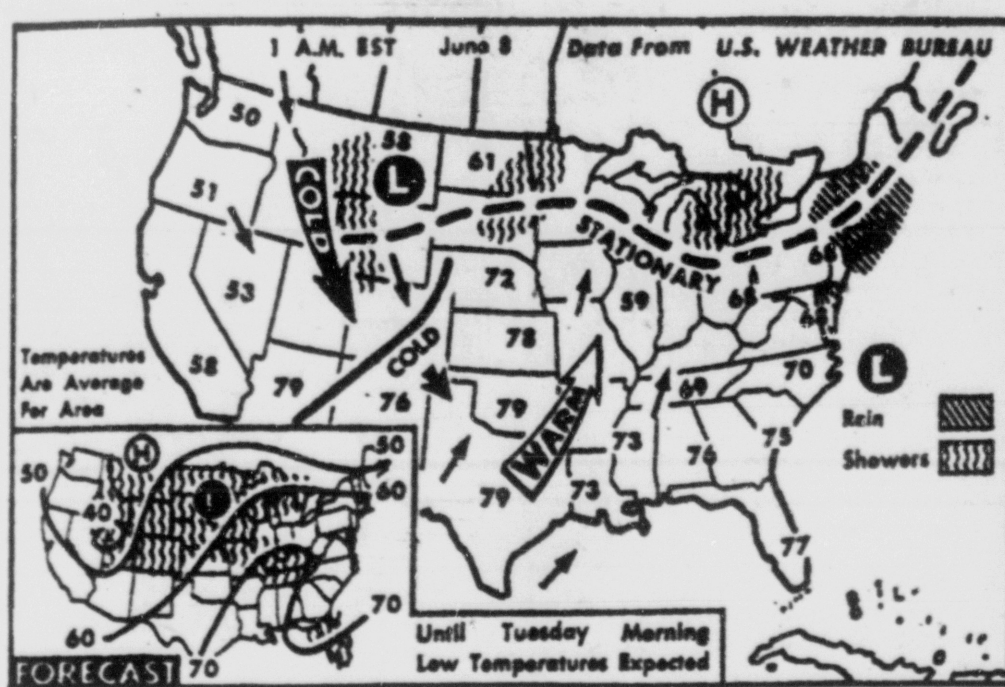 1 A.M. EST June 8 Data From U.S. WEATHER BUREAU
H
50
58
L
61
COLD
51
STATIONARY
66
72
53
59
65
68
78
COLD
Temperatures
Are Average
For Area
58
79
76
79
WARM
69
70
L
Rain
Showers
73
76
75
79
73
77
H
50
50
60
L
40
60
70
70
Until Tuesday Morning
Low Temperatures Expected
FORECAST